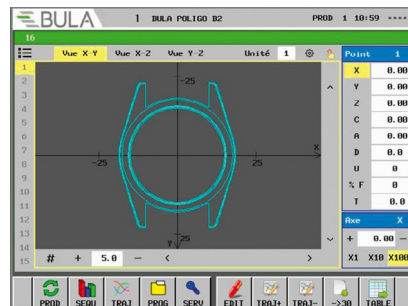 BULA 1 BULA POLIGO B2 PROD 1 10:59 ••••
16
Vue X-Y Vue X-Z Vue Y-Z Unité 1
Point 1
1
2
3
4
5
6
7
8
9
10
11
12
13
14
15
-25
X
-25 25
25
Y
X 0.00
Y 0.00
Z 0.00
C 0.00
A 0.00
D 0.0
U 0
% F 0
T 0.0
Axe X
+ 0.00 -
X1 X10 X100
# + 5.0 - < >
PROD SEQU TRAJ PROG SERV EDIT TRAJ+ TRAJ- ->3D TABLE